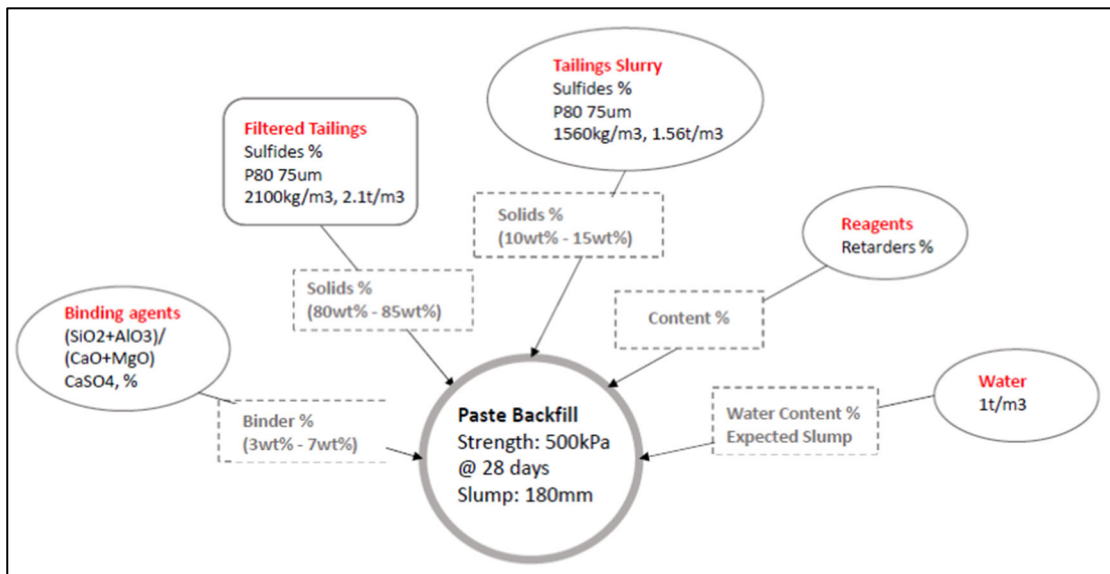 Tailings Slurry
Sulfides %
P80 75um
1560kg/m3, 1.56t/m3
Filtered Tailings
Sulfides %
P80 75um
2100kg/m3, 2.1t/m3
Solids %
(10wt% - 15wt%)
Reagents
Retarders %
Solids %
(80wt% - 85wt%)
Binding agents
(SiO2+AlO3)/
(CaO+MgO)
CaSO4, %
Content %
Water
1t/m3
Binder %
(3wt% - 7wt%)
Paste Backfill
Strength: 500kPa
@ 28 days
Slump: 180mm
Water Content %
Expected Slump